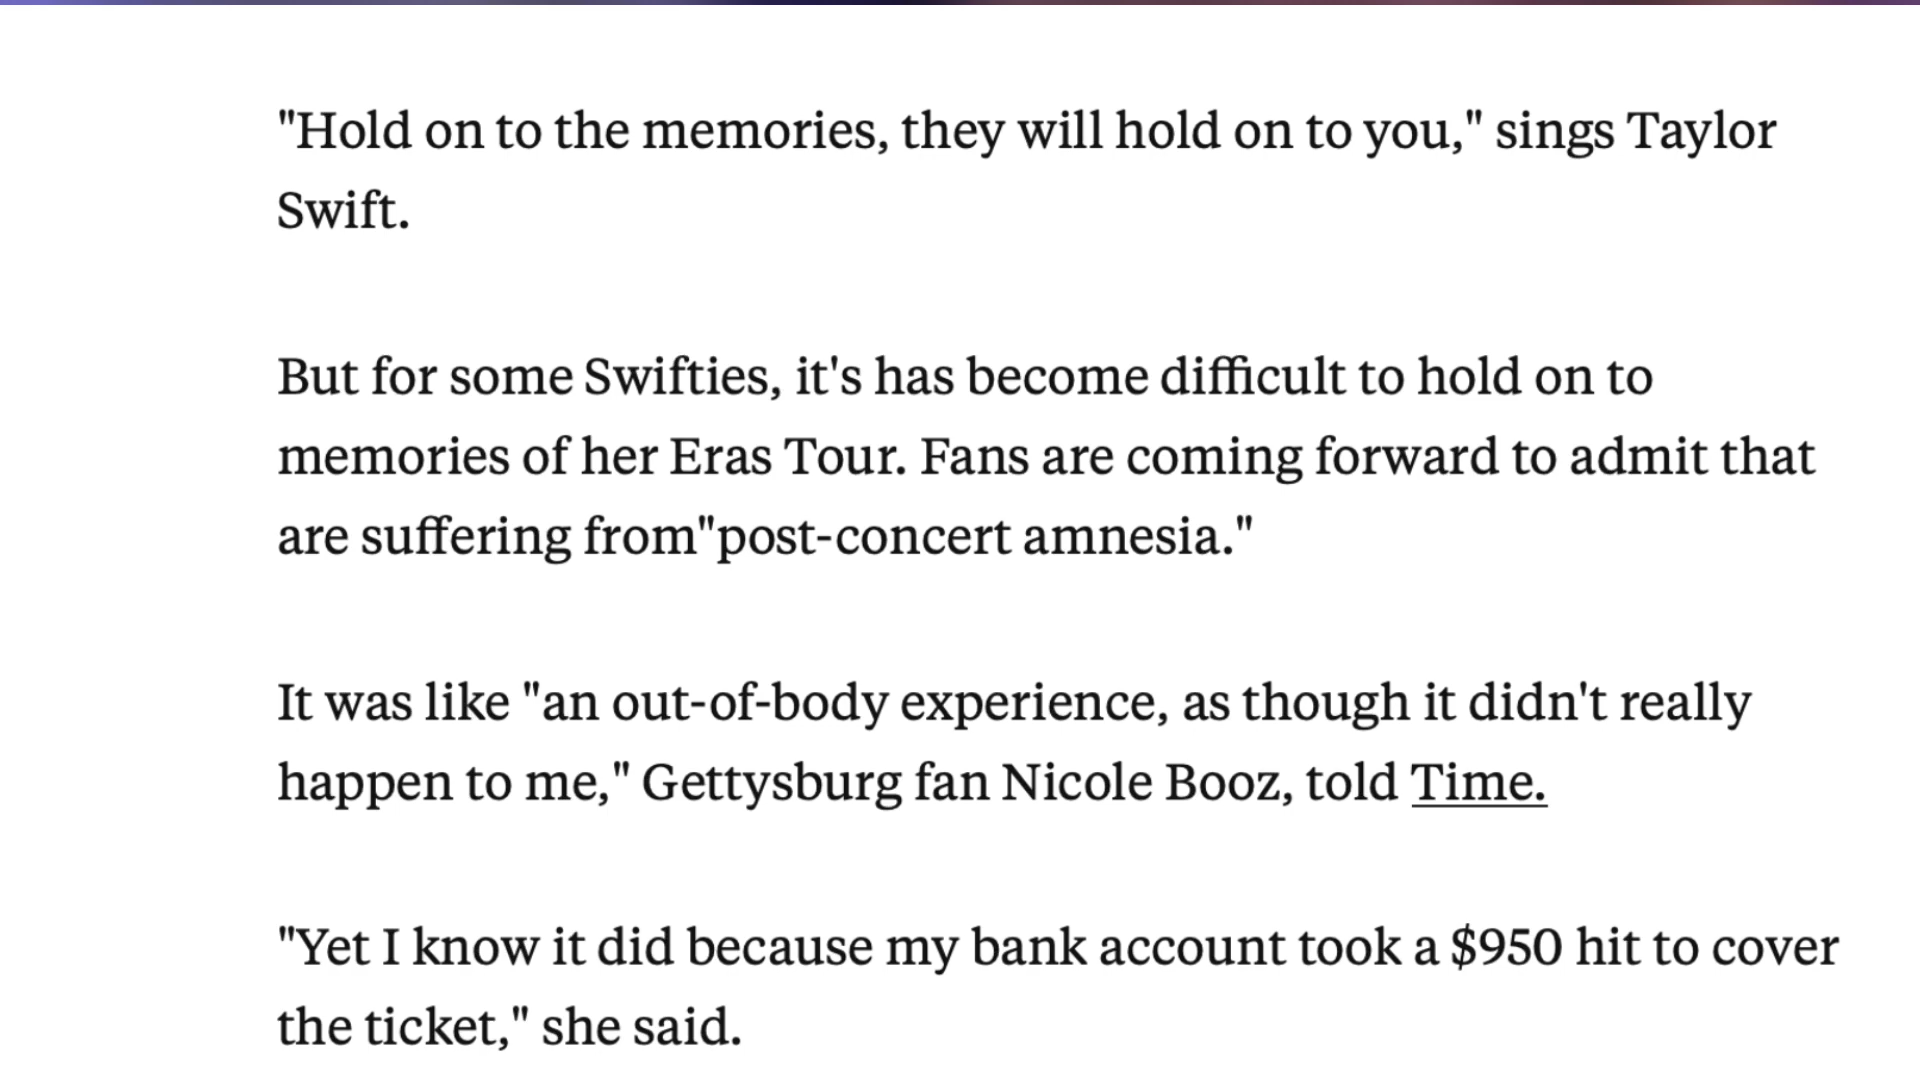 "Hold on to the memories, they will hold on to you," sings Taylor
Swift.
But for some Swifties, it's has become difficult to hold on to
memories of her Eras Tour. Fans are coming forward to admit that
are suffering from"post-concert amnesia."
It was like "an out-of-body experience, as though it didn't really
happen to me," Gettysburg fan Nicole Booz, told Time.
"Yet I know it did because my bank account took a $950 hit to cover
the ticket," she said.